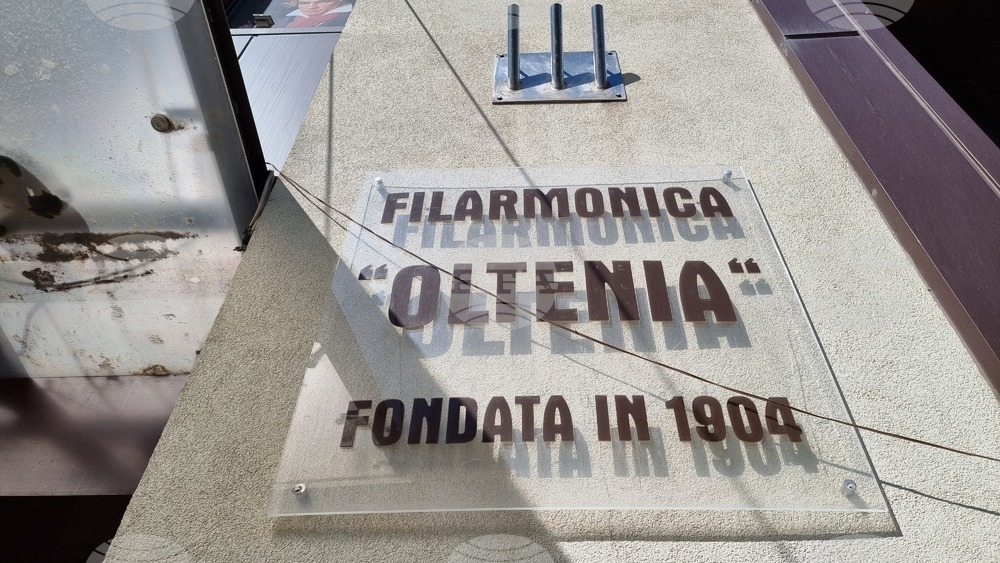 FILARMONICA
“OLTENIA“
FONDATA IN 1904